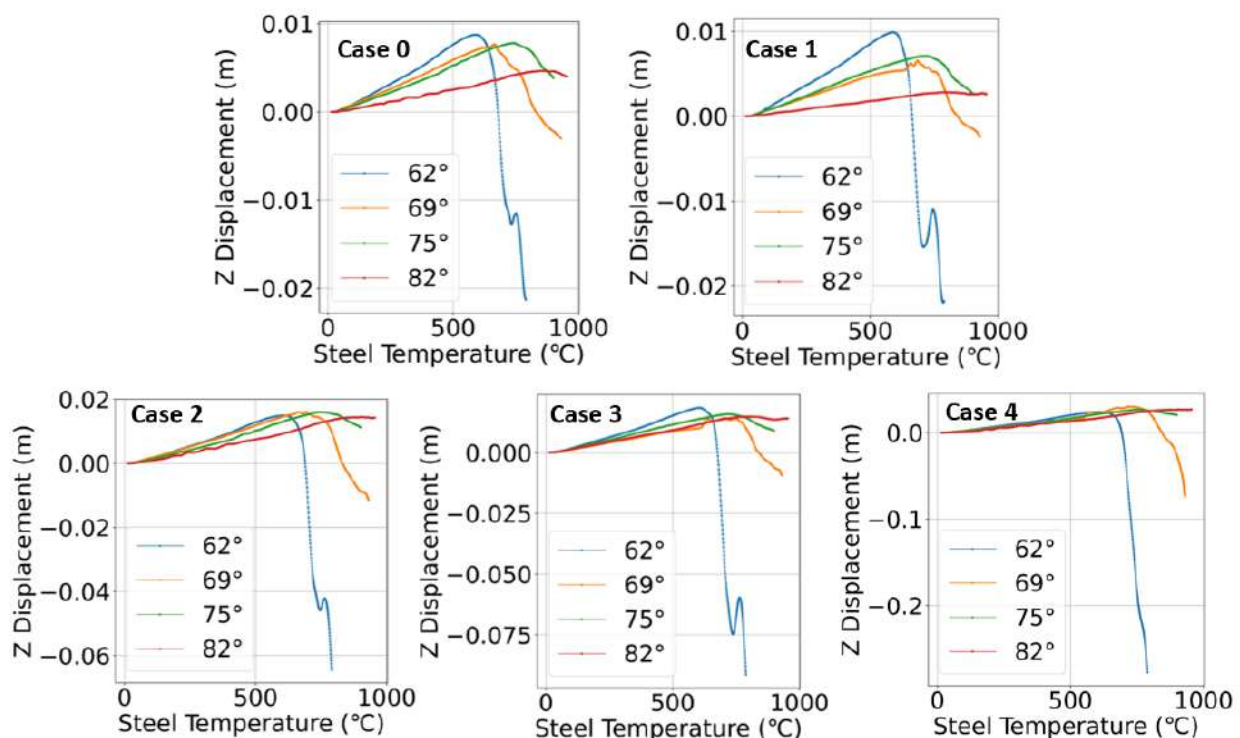 Case 0
0.01
0.00
−0.01
−0.02
Z Displacement (m)
62°
69°
75°
82°
0 500 1000
Steel Temperature (°C)
Case 1
0.01
0.00
−0.01
−0.02
Z Displacement (m)
62°
69°
75°
82°
0 500 1000
Steel Temperature (°C)
Case 2
0.02
0.00
−0.02
−0.04
−0.06
Z Displacement (m)
62°
69°
75°
82°
0 500 1000
Steel Temperature (°C)
Case 3
0.000
−0.025
−0.050
−0.075
Z Displacement (m)
62°
69°
75°
82°
0 500 1000
Steel Temperature (°C)
Case 4
0.0
−0.1
−0.2
Z Displacement (m)
62°
69°
75°
82°
0 500 1000
Steel Temperature (°C)